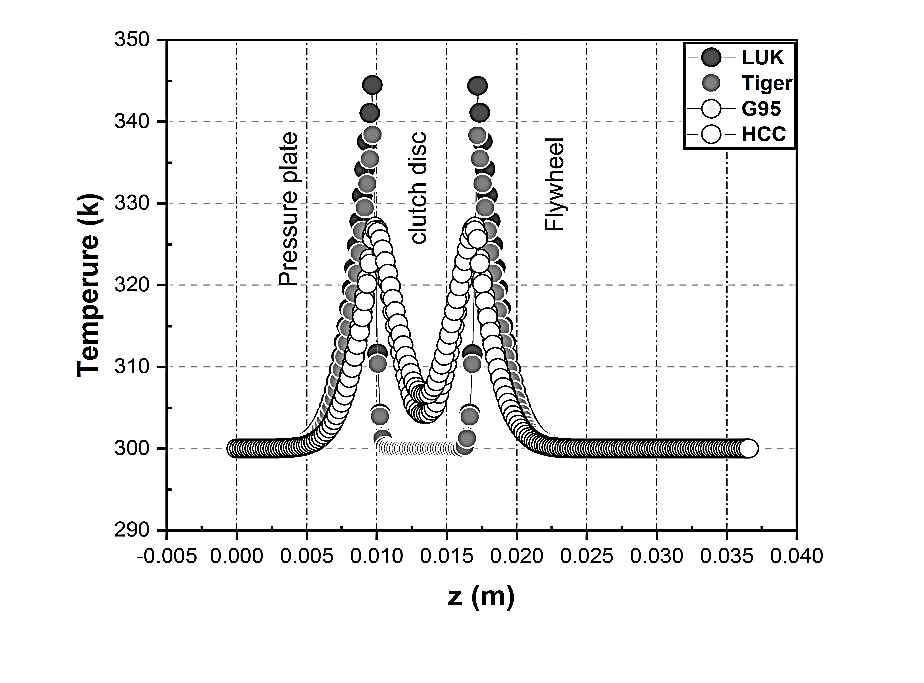 350
340
330
320
310
300
290
Temperure (k)
-0.005 0.000 0.005 0.010 0.015 0.020 0.025 0.030 0.035 0.040
z (m)
Pressure plate
clutch disc
Flywheel
LUK
Tiger
G95
HCC